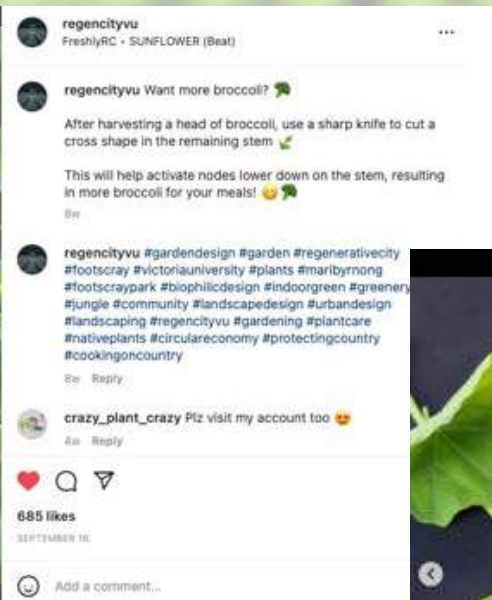 regencityvu
FreshlyRC • SUNFLOWER (Beat)
regencityvu Want more broccoli? 🥦
After harvesting a head of broccoli, use a sharp knife to cut a
cross shape in the remaining stem 🌿
This will help activate nodes lower down on the stem, resulting
in more broccoli for your meals! 😋🥦
8w
regencityvu #gardendesign #garden #regenerativecity
#footscray #victoriauniversity #plants #maribyrnong
#footscraypark #biophilicdesign #indoorgreen #greenery
#jungle #community #landscapedesign #urbandesign
#landscaping #regencityvu #gardening #plantcare
#nativeplants #circulareconomy #protectingcountry
#cookingoncountry
8w Reply
crazy_plant_crazy Plz visit my account too 😍
4w Reply
685 likes
SEPTEMBER 16
Add a comment...